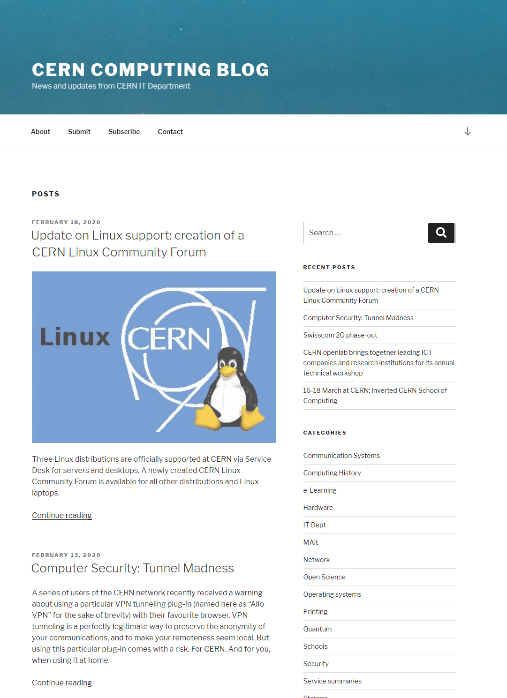 CERN COMPUTING BLOG
News and updates from CERN IT Department
About
Submit
Subscribe
Contact
POSTS
FEBRUARY 18, 2020
Update on Linux support: creation of a
CERN Linux Community Forum
Linux
CERN
Three Linux distributions are officially supported at CERN via Service
Desk for servers and desktops. A newly created CERN Linux
Community Forum is available for all other distributions and Linux
laptops.
Continue reading
FEBRUARY 13, 2020
Computer Security: Tunnel Madness
A series of users of the CERN network recently received a warning
about using a particular VPN tunneling plug-in (named here as “Allo
VPN” for the sake of brevity) with their favourite browser. VPN
tunneling is a perfectly legitimate way to preserve the anonymity of
your communications, and to make your remoteness seem local. But
using this particular plug-in comes with a risk. For CERN. And for you,
when using it at home.
Continue reading
Search …
RECENT POSTS
Update on Linux support: creation of a CERN
Linux Community Forum
Computer Security: Tunnel Madness
Swisscom 2G phase-out
CERN openlab brings together leading ICT
companies and research institutions for its annual
technical workshop
16-18 March at CERN: Inverted CERN School of
Computing
CATEGORIES
Communication Systems
Computing History
e-Learning
Hardware
IT Dept
MAlt
Network
Open Science
Operating systems
Printing
Quantum
Schools
Security
Service summaries
Storage